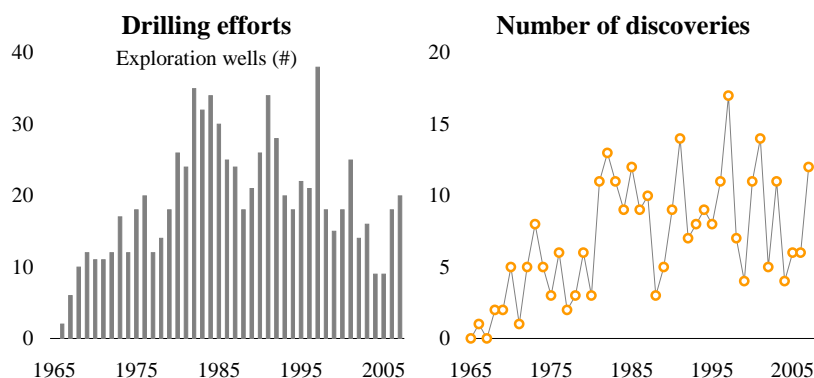 Drilling efforts
Exploration wells (#)
40
30
20
10
0
1965 1975 1985 1995 2005
Number of discoveries
20
15
10
5
0
1965 1975 1985 1995 2005